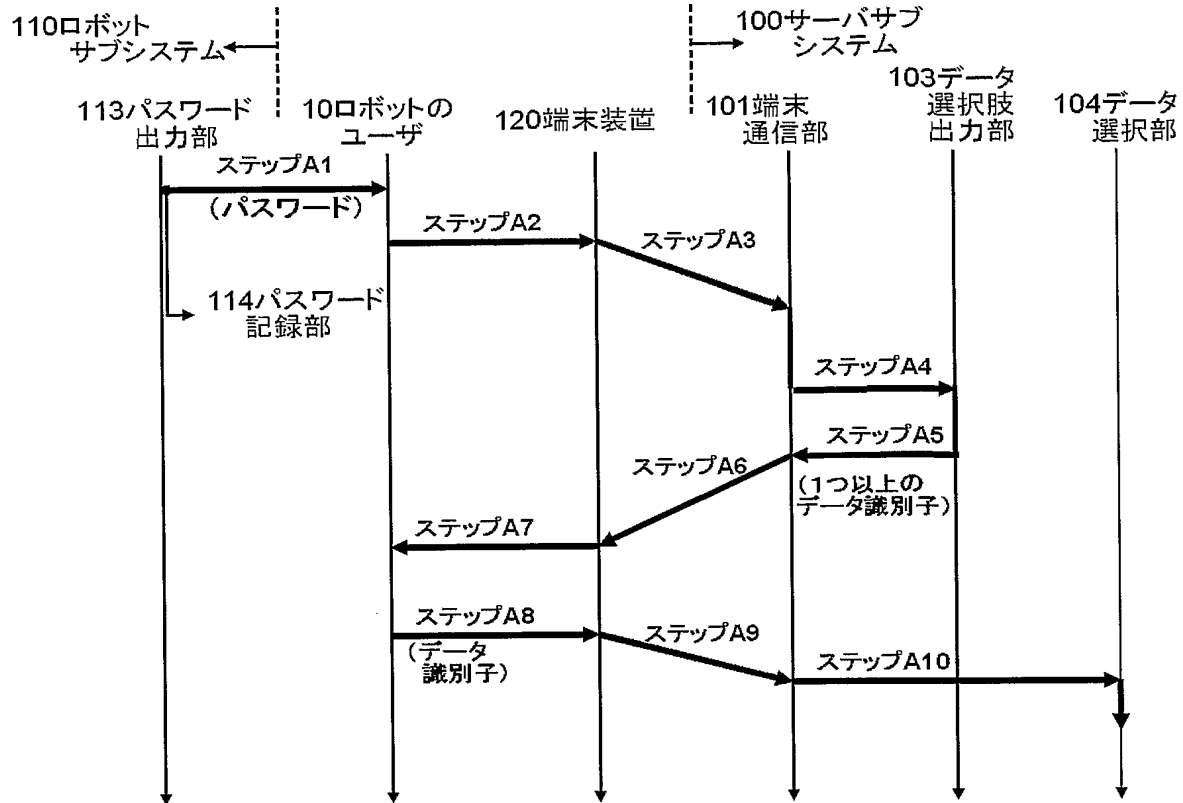 110ロボット
サブシステム
100サーバサブ
システム
113パスワード
出力部
10ロボットの
ユーザ
120端末装置
101端末
通信部
103データ
選択肢
出力部
104データ
選択部
ステップA1
(パスワード)
ステップA2
ステップA3
114パスワード
記録部
ステップA4
ステップA5
ステップA6
(1つ以上の
データ識別子)
ステップA7
ステップA8
(データ
識別子)
ステップA9
ステップA10